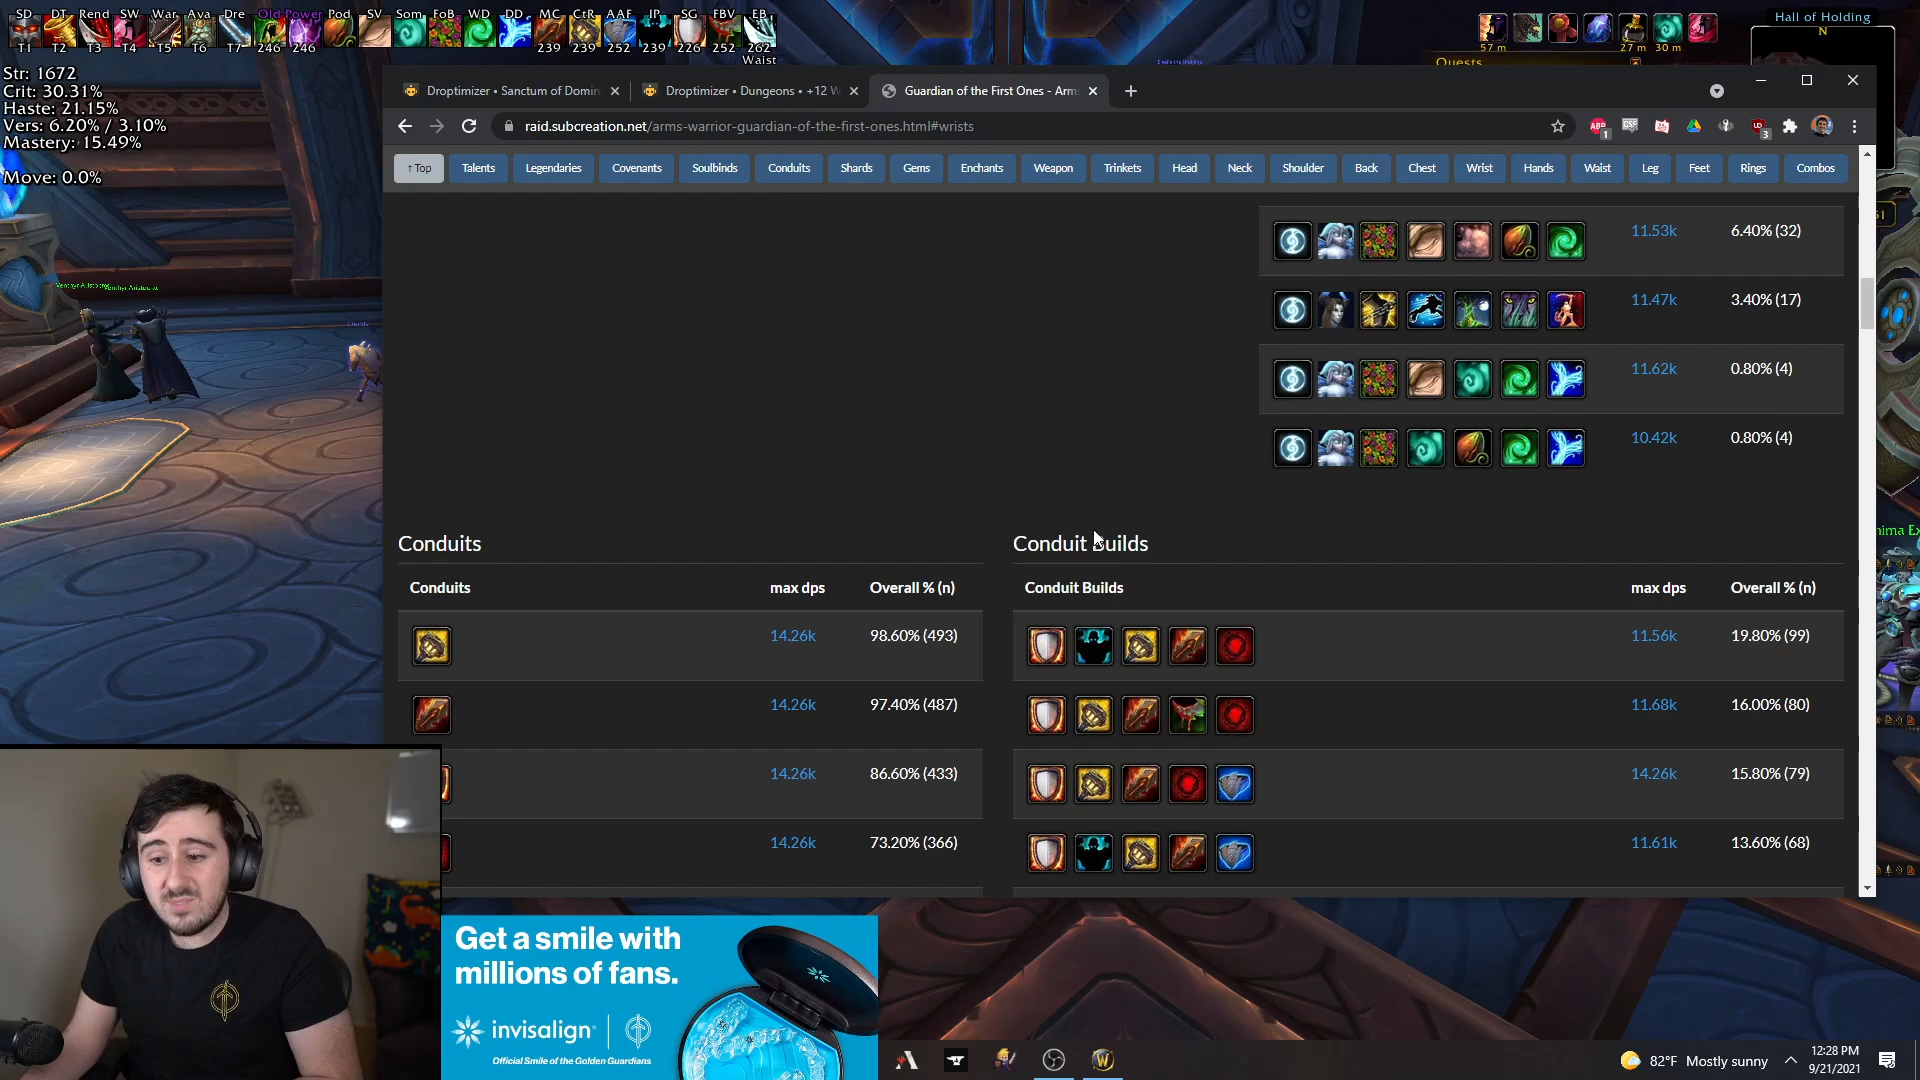 SD DT Rend SW War Ava Dre Old Power Pod SV Som FoB WD DD MC CtR AAF IP SG FBV EB
T1 T2 T3 T4 T5 T6 T7 246 246 239 239 252 239 226 252 262
Waist
Str: 1672
Crit: 30.31%
Haste: 21.15%
Vers: 6.20% / 3.10%
Mastery: 15.49%
Move: 0.0%
57 m 27 m 30 m
Hall of Holding
N
Quests
Droptimizer • Sanctum of Domin
Droptimizer • Dungeons • +12 W
Guardian of the First Ones - Arm
raid.subcreation.net/arms-warrior-guardian-of-the-first-ones.html#wrists
↑ Top Talents Legendaries Covenants Soulbinds Conduits Shards Gems Enchants Weapon Trinkets Head Neck Shoulder Back Chest Wrist Hands Waist Leg Feet Rings Combos
11.53k 6.40% (32)
11.47k 3.40% (17)
11.62k 0.80% (4)
10.42k 0.80% (4)
Conduits
Conduits max dps Overall % (n)
14.26k 98.60% (493)
14.26k 97.40% (487)
14.26k 86.60% (433)
14.26k 73.20% (366)
Conduit Builds
Conduit Builds max dps Overall % (n)
11.56k 19.80% (99)
11.68k 16.00% (80)
14.26k 15.80% (79)
11.61k 13.60% (68)
nima Ex
Get a smile with
millions of fans.
invisalign
Official Smile of the Golden Guardians
82°F Mostly sunny
12:28 PM
9/21/2021